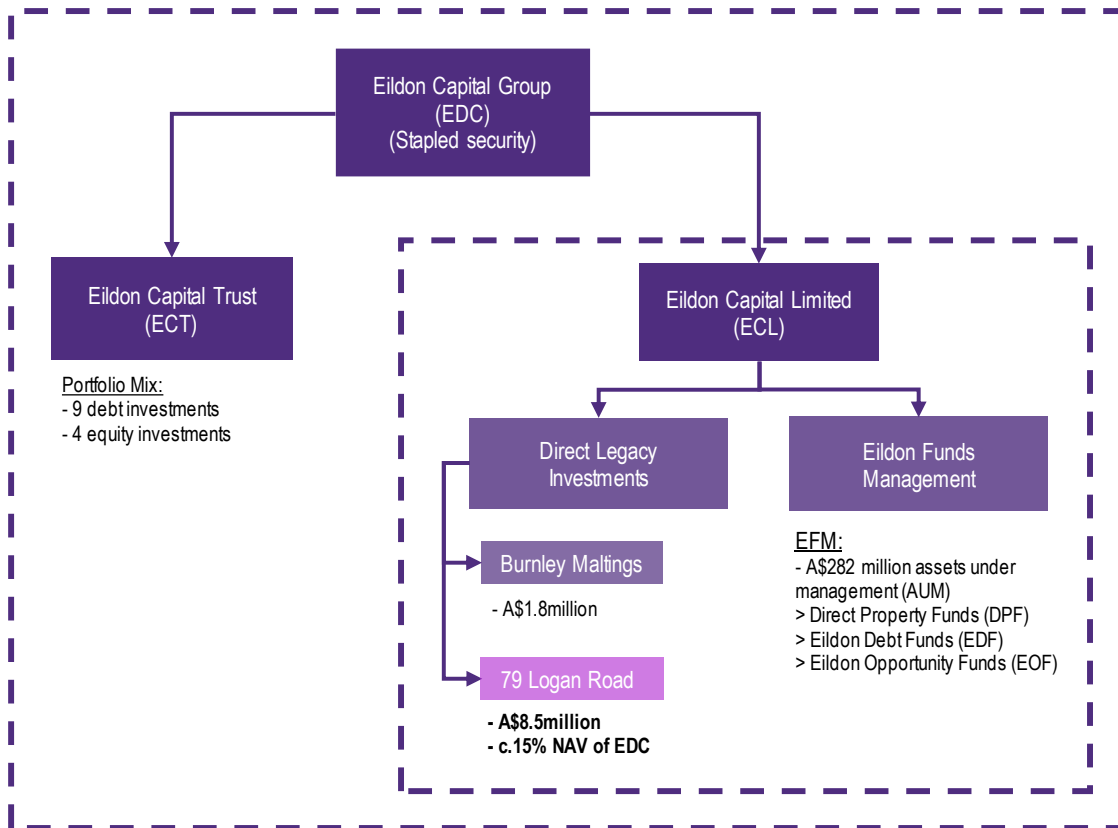 Eildon Capital Group
(EDC)
(Stapled security)
Eildon Capital Trust
(ECT)
Portfolio Mix:
- 9 debt investments
- 4 equity investments
Eildon Capital Limited
(ECL)
Direct Legacy
Investments
Burnley Maltings
- A$1.8million
79 Logan Road
- A$8.5million
- c.15% NAV of EDC
Eildon Funds
Management
EFM:
- A$282 million assets under
management (AUM)
> Direct Property Funds (DPF)
> Eildon Debt Funds (EDF)
> Eildon Opportunity Funds (EOF)